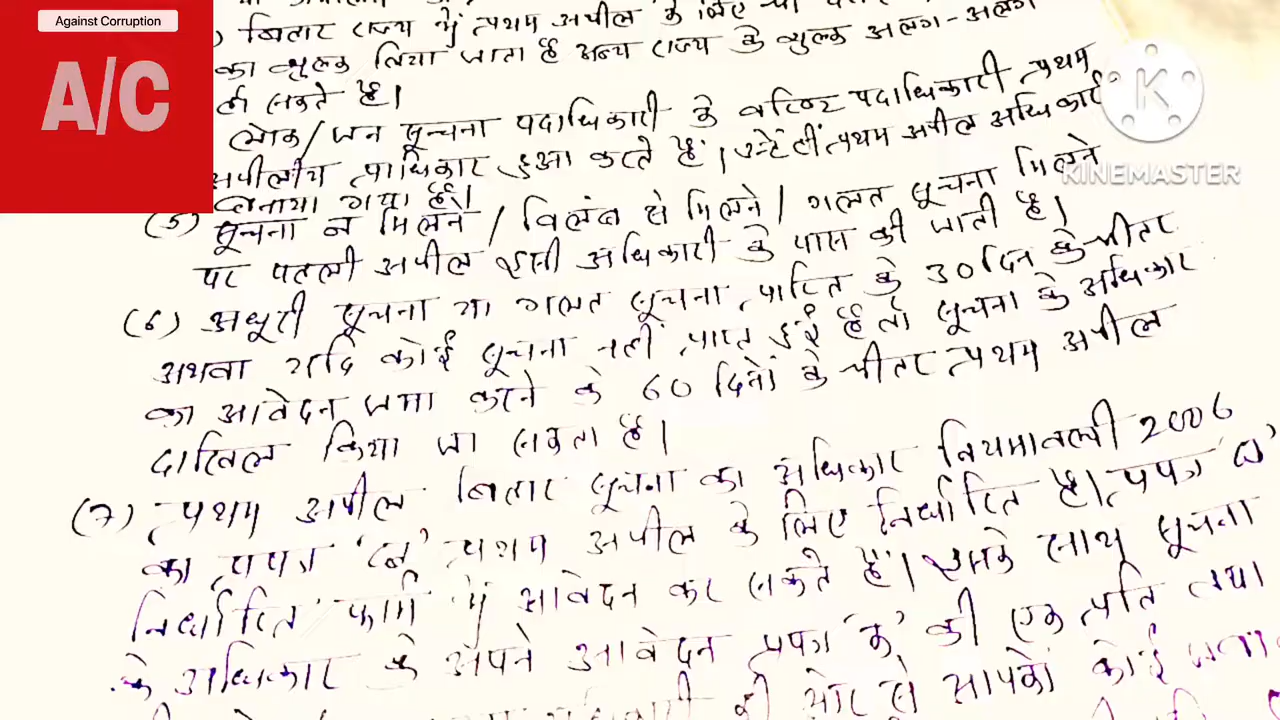 Against Corruption
A/C
KINEMASTER
बिहार राज्य में प्रथम अपील के लिए
का शुल्क लिया जाता है अन्य राज्य के शुल्क अलग-अलग
हो सकते है।
लोक/जन सूचना पदाधिकारी के वरिष्ठ पदाधिकारी प्रथम
अपीलीय प्राधिकार हुआ करते हैं। उन्हें हीं प्रथम अपील अधिकारी
बनाया गया है।
(5) सूचना न मिलने / विलंब से मिलने / गलत सूचना मिलने
पर पहली अपील इसी अधिकारी के पास की जाती है।
(6) अधूरी सूचना या गलत सूचना प्राप्ति के 30 दिन के भीतर
अथवा यदि कोई सूचना नहीं प्राप्त हुई है तो सूचना के अधिकार
का आवेदन जमा करने के 60 दिनों के भीतर प्रथम अपील
दाखिल किया जा सकता है।
(7) प्रथम अपील बिहार सूचना का अधिकार नियमावली 2006
का प्रपत्र 'ख' प्रथम अपील के लिए निर्धारित है। प्रपत्र
निर्धारित फार्म में आवेदन कर सकते हैं। इसके साथ सूचना
के अधिकार के अपने आवेदन प्रपत्र 'क' की एक प्रति तथा
की ओर से आपको कोई